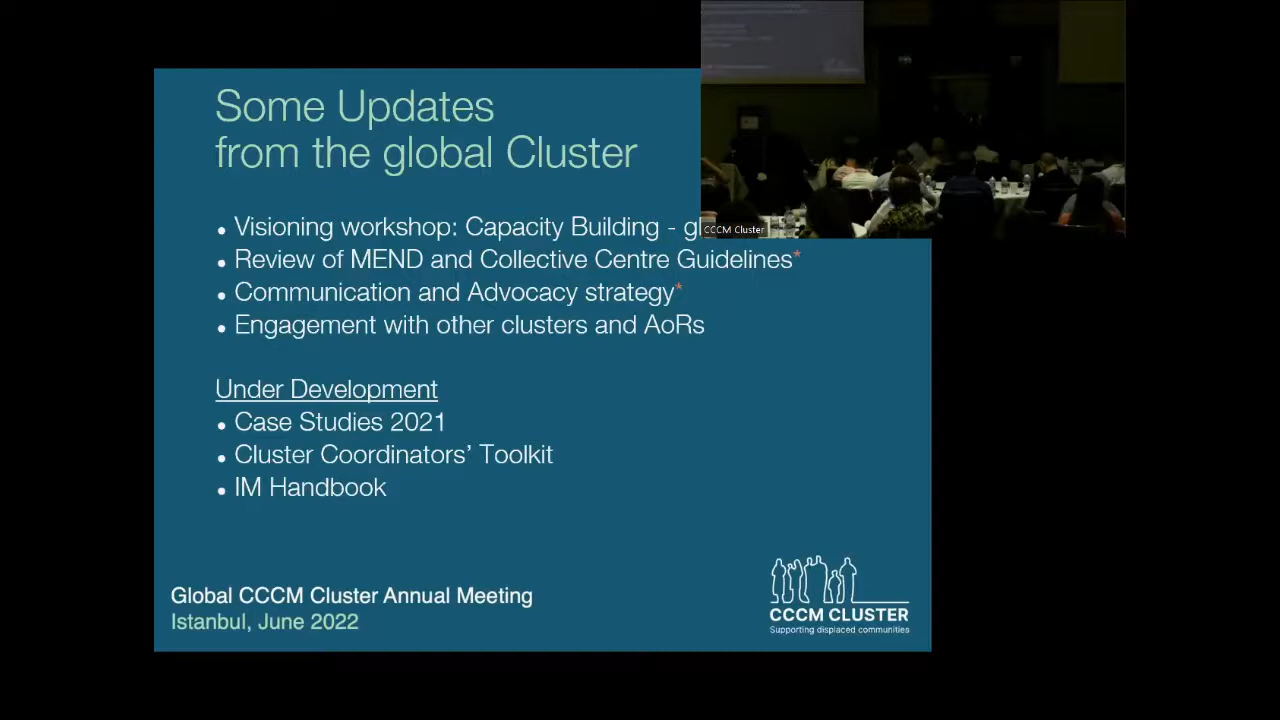 Some Updates
from the global Cluster
• Visioning workshop: Capacity Building -
• Review of MEND and Collective Centre Guidelines*
• Communication and Advocacy strategy*
• Engagement with other clusters and AoRs
Under Development
• Case Studies 2021
• Cluster Coordinators’ Toolkit
• IM Handbook
Global CCCM Cluster Annual Meeting
Istanbul, June 2022
CCCM CLUSTER
Supporting displaced communities
CCCM Cluster